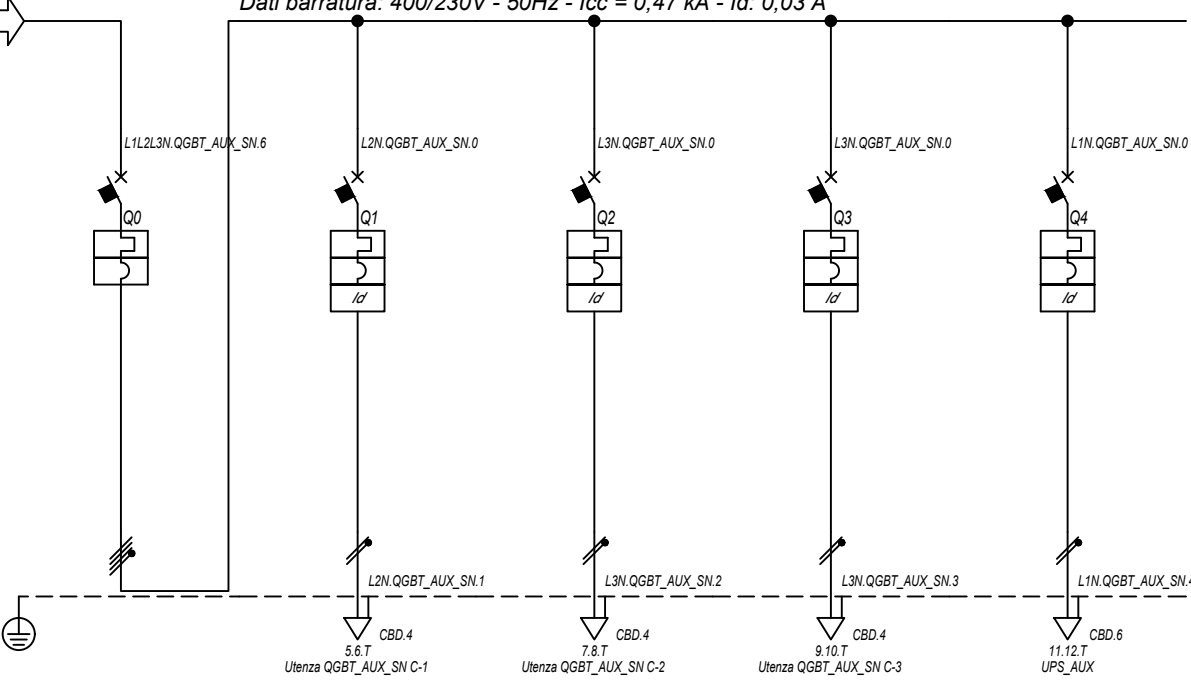 Dati barratura: 400/230V - 50Hz - Icc = 0,47 kA - Id: 0,03 A
L1L2L3N.QGBT_AUX_SN.6
L2N.QGBT_AUX_SN.0
L3N.QGBT_AUX_SN.0
L3N.QGBT_AUX_SN.0
L1N.QGBT_AUX_SN.0
Q0
Q1
Q2
Q3
Q4
Id
Id
Id
Id
L2N.QGBT_AUX_SN.1
L3N.QGBT_AUX_SN.2
L3N.QGBT_AUX_SN.3
L1N.QGBT_AUX_SN.4
CBD.4
CBD.4
CBD.4
CBD.6
5.6.T
7.8.T
9.10.T
11.12.T
Utenza QGBT_AUX_SN C-1
Utenza QGBT_AUX_SN C-2
Utenza QGBT_AUX_SN C-3
UPS_AUX